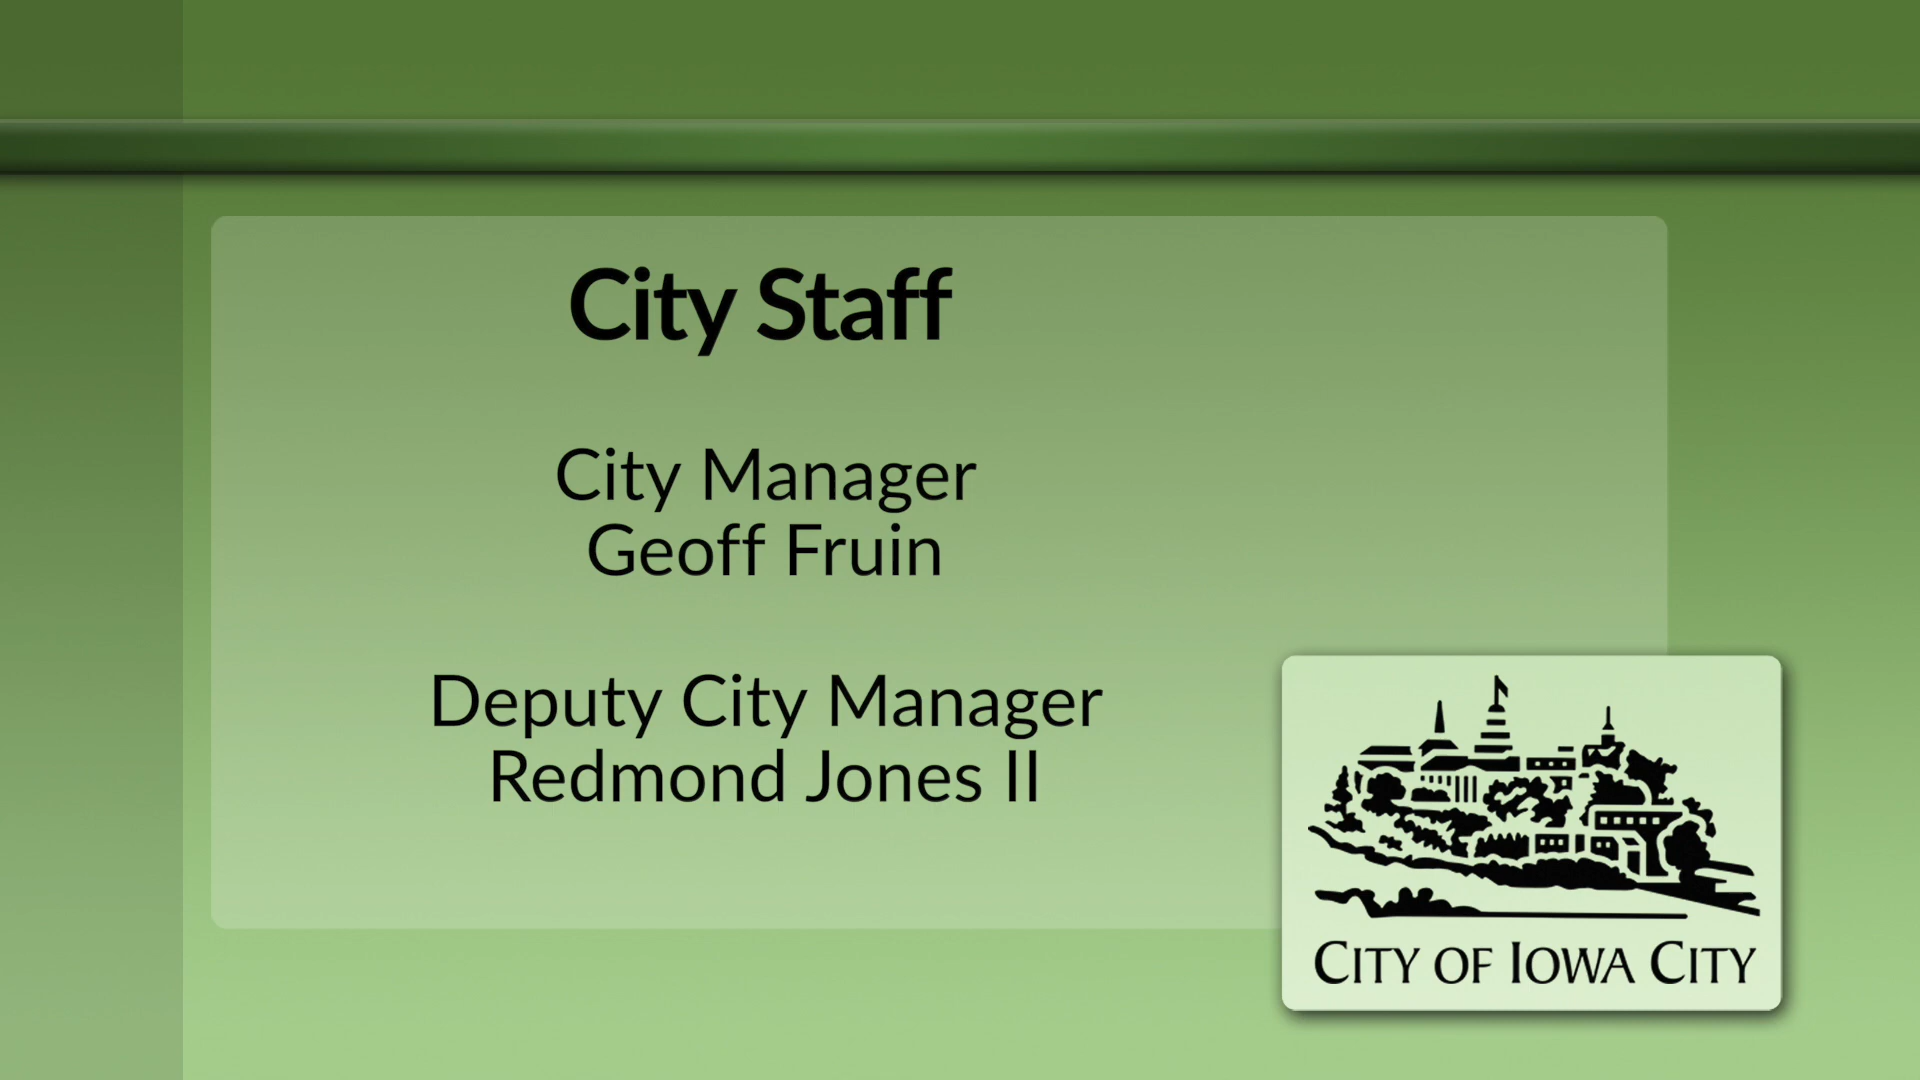 City Staff
City Manager
Geoff Fruin
Deputy City Manager
Redmond Jones II
CITY OF IOWA CITY